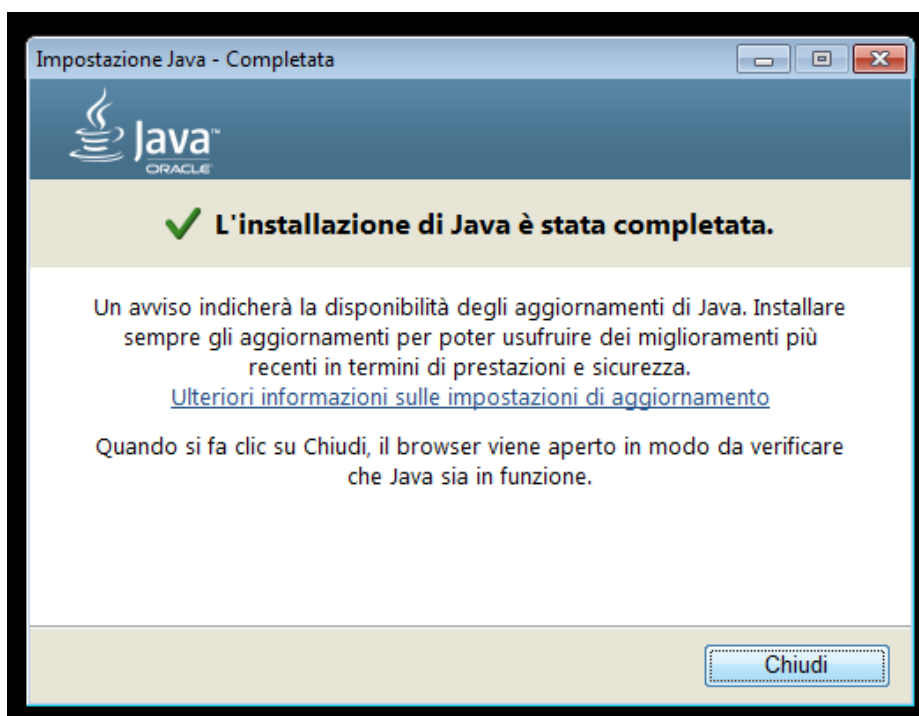 Impostazione Java - Completata
Java™
ORACLE
L'installazione di Java è stata completata.
Un avviso indicherà la disponibilità degli aggiornamenti di Java. Installare
sempre gli aggiornamenti per poter usufruire dei miglioramenti più
recenti in termini di prestazioni e sicurezza.
Ulteriori informazioni sulle impostazioni di aggiornamento
Quando si fa clic su Chiudi, il browser viene aperto in modo da verificare
che Java sia in funzione.
Chiudi